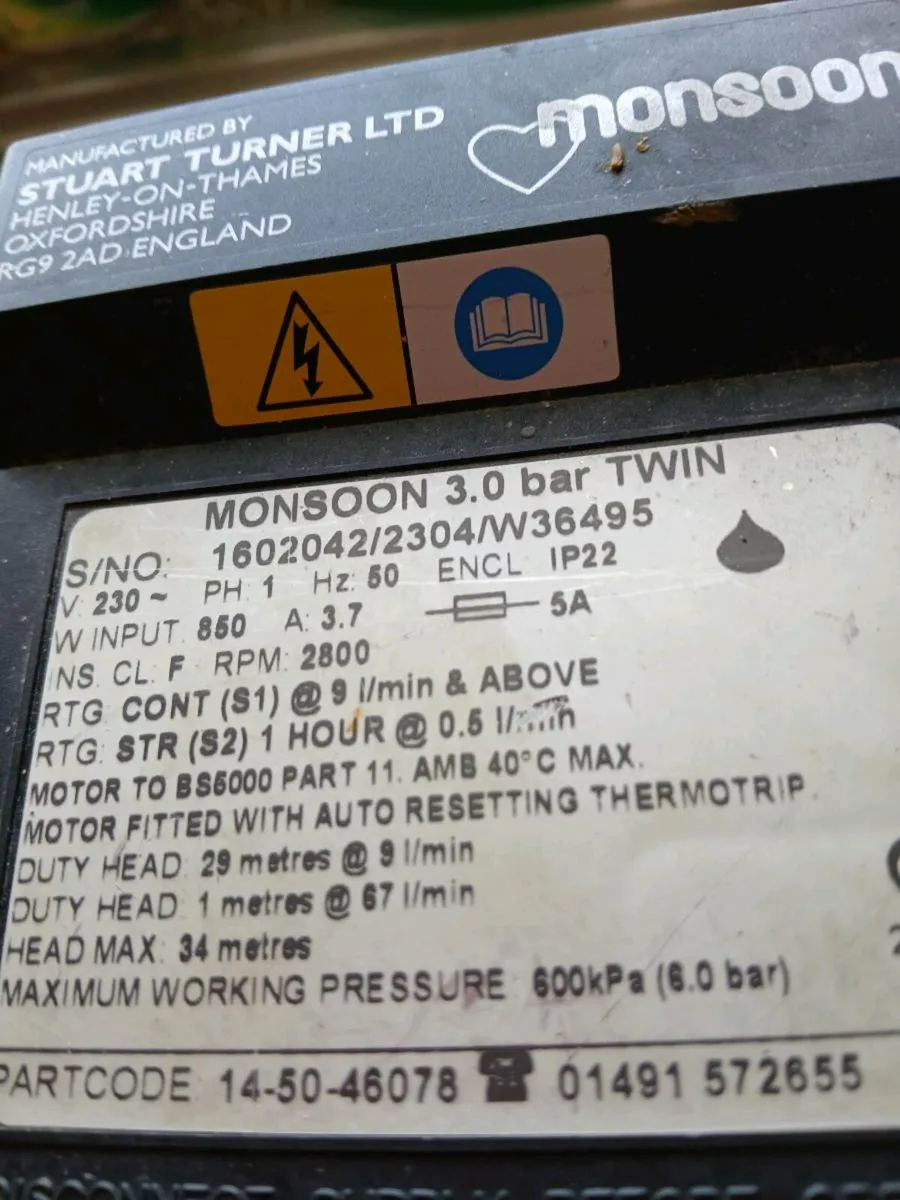 MANUFACTURED BY
STUART TURNER LTD
HENLEY-ON-THAMES
OXFORDSHIRE
RG9 2AD ENGLAND
monsoon
MONSOON 3.0 bar TWIN
S/NO: 1602042/2304/W36495
V: 230 ~ PH: 1 Hz: 50 ENCL: IP22
W INPUT: 850 A: 3.7 5A
INS. CL: F RPM: 2800
RTG: CONT (S1) @ 9 l/min & ABOVE
RTG: STR (S2) 1 HOUR @ 0.5 l/min
MOTOR TO BS5000 PART 11. AMB 40°C MAX.
MOTOR FITTED WITH AUTO RESETTING THERMOTRIP.
DUTY HEAD: 29 metres @ 9 l/min
DUTY HEAD: 1 metres @ 67 l/min
HEAD MAX: 34 metres
MAXIMUM WORKING PRESSURE: 600kPa (6.0 bar)
PARTCODE: 14-50-46078 ☎ 01491 572655
DISCONNECT SUPPLY BEFORE